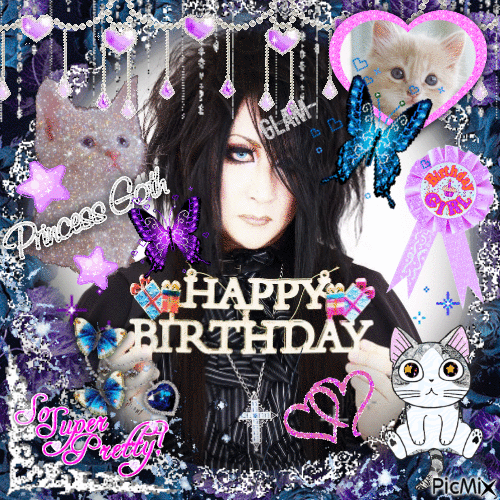 GLAM~
Birthday
GIRL
Princess Goth
HAPPY
BIRTHDAY
So
Super
Pretty!
PicMix